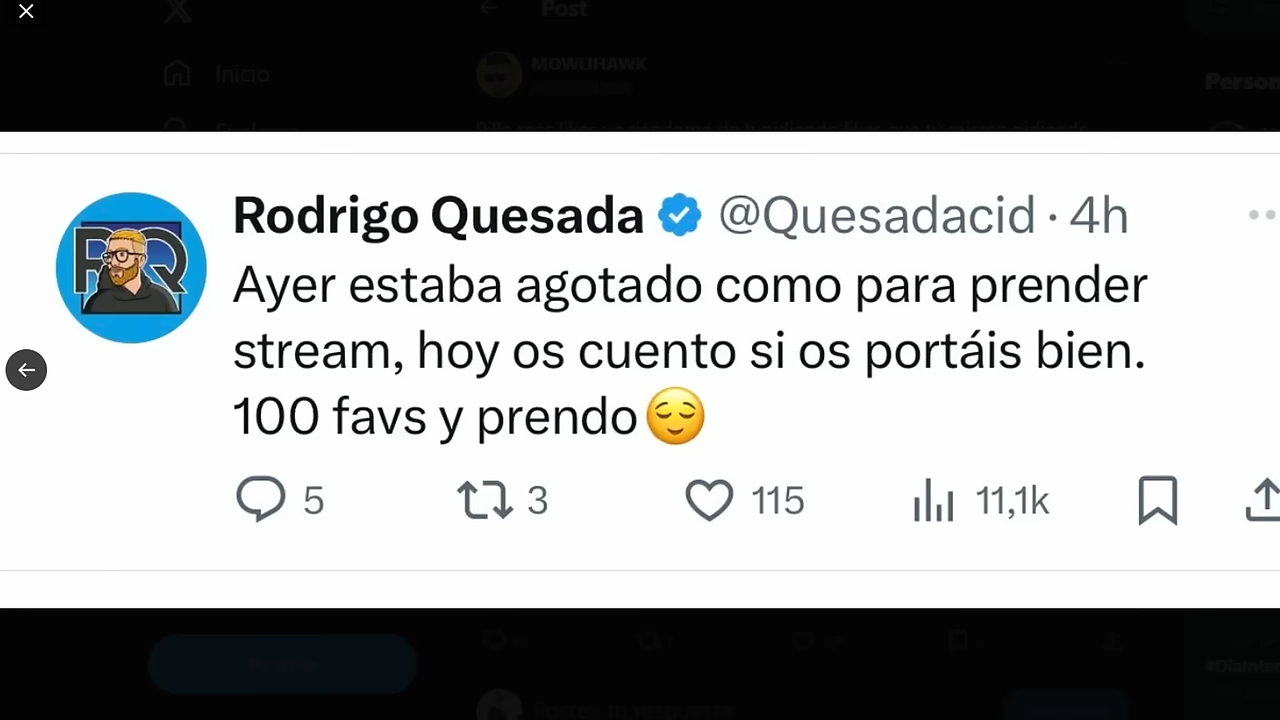 Post
Inicio
MOWLIHAWK
Person
Rodrigo Quesada @Quesadacid · 4h
Ayer estaba agotado como para prender
stream, hoy os cuento si os portáis bien.
100 favs y prendo😌
5 3 115 11,1k